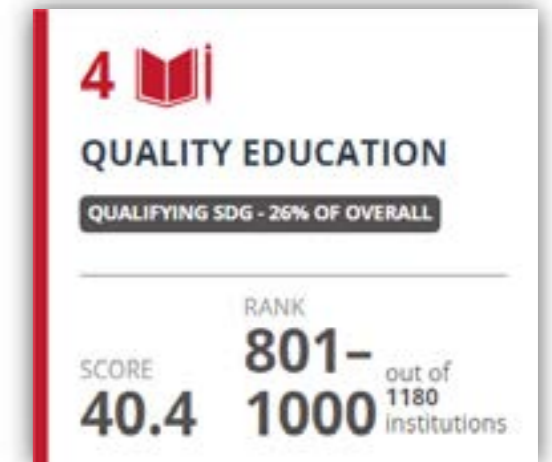 4
QUALITY EDUCATION
QUALIFYING SDG - 26% OF OVERALL
SCORE
40.4
RANK
801–
1000
out of
1180
institutions